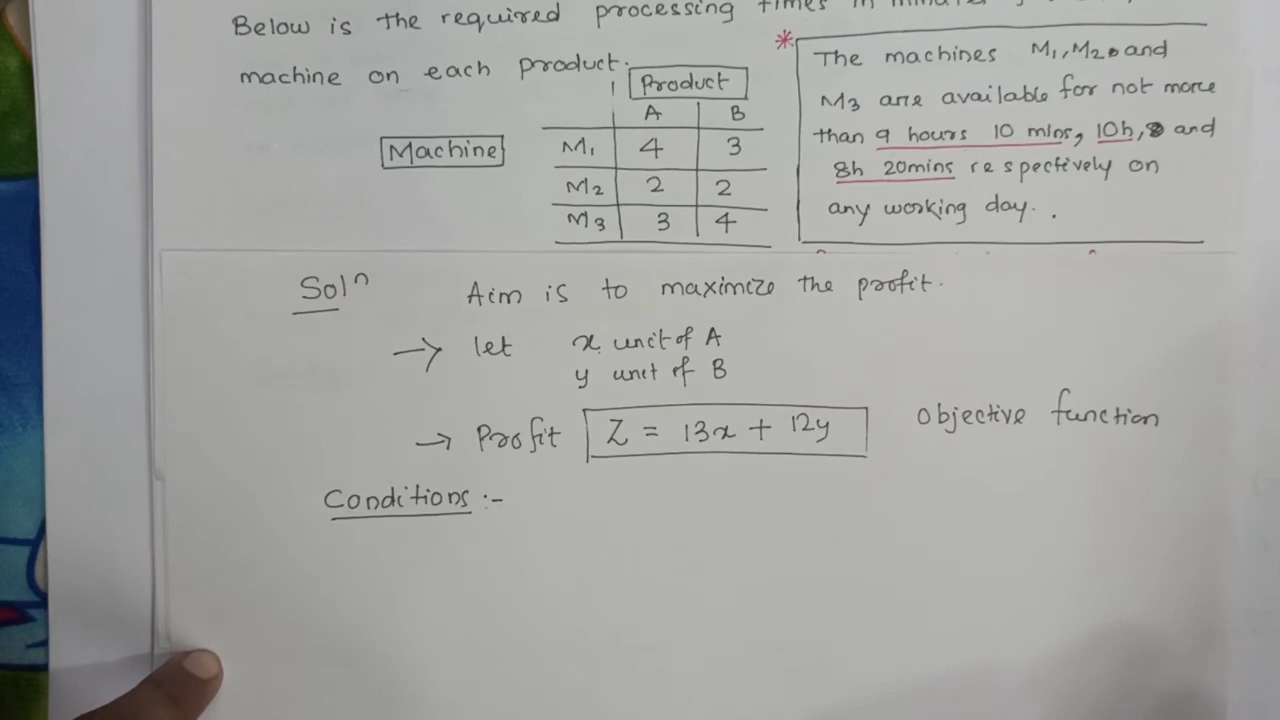 Below is the required processing times in
machine on each product.
Product
A B
Machine
M1 4 3
M2 2 2
M3 3 4
* The machines M1, M2 and
M3 are available for not more
than 9 hours 10 mins, 10h, and
8h 20mins respectively on
any working day.
Soln Aim is to maximize the profit.
→ let x unit of A
y unit of B
→ Profit Z = 13x + 12y objective function
Conditions :-